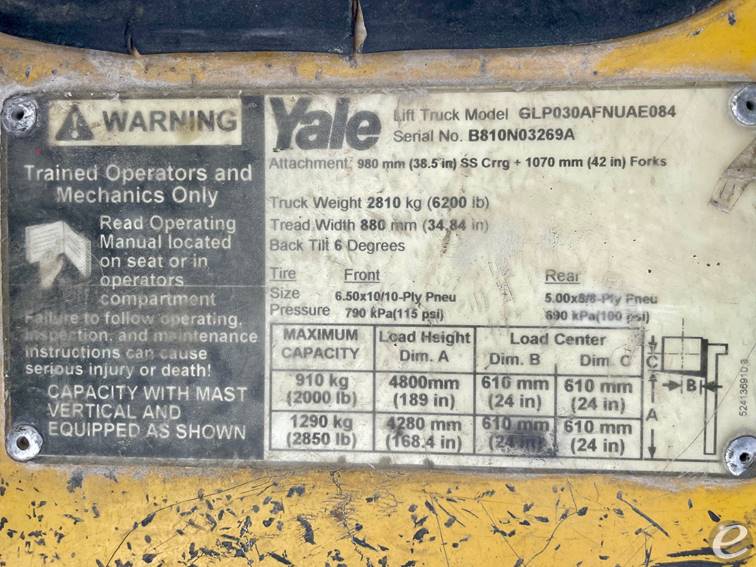 WARNING
Trained Operators and
Mechanics Only
Read Operating
Manual located
on seat or in
operators
compartment
Failure to follow operating,
inspection, and maintenance
instructions can cause
serious injury or death!
CAPACITY WITH MAST
VERTICAL AND
EQUIPPED AS SHOWN
Yale
Lift Truck Model GLP030AFNUAE084
Serial No. B810N03269A
Attachment 980 mm (38.5 in) SS Crrg + 1070 mm (42 in) Forks
Truck Weight 2810 kg (6200 lb)
Tread Width 880 mm (34.84 in)
Back Tilt 6 Degrees
Tire Front Rear
Size 6.50x10/10-Ply Pneu 5.00x8/8-Ply Pneu
Pressure 790 kPa(115 psi) 690 kPa(100 psi)
MAXIMUM CAPACITY Load Height Dim. A Load Center Dim. B Dim. C
910 kg (2000 lb) 4800mm (189 in) 610 mm (24 in) 610 mm (24 in)
1290 kg (2850 lb) 4280 mm (168.4 in) 610 mm (24 in) 610 mm (24 in)
C
B
A
e